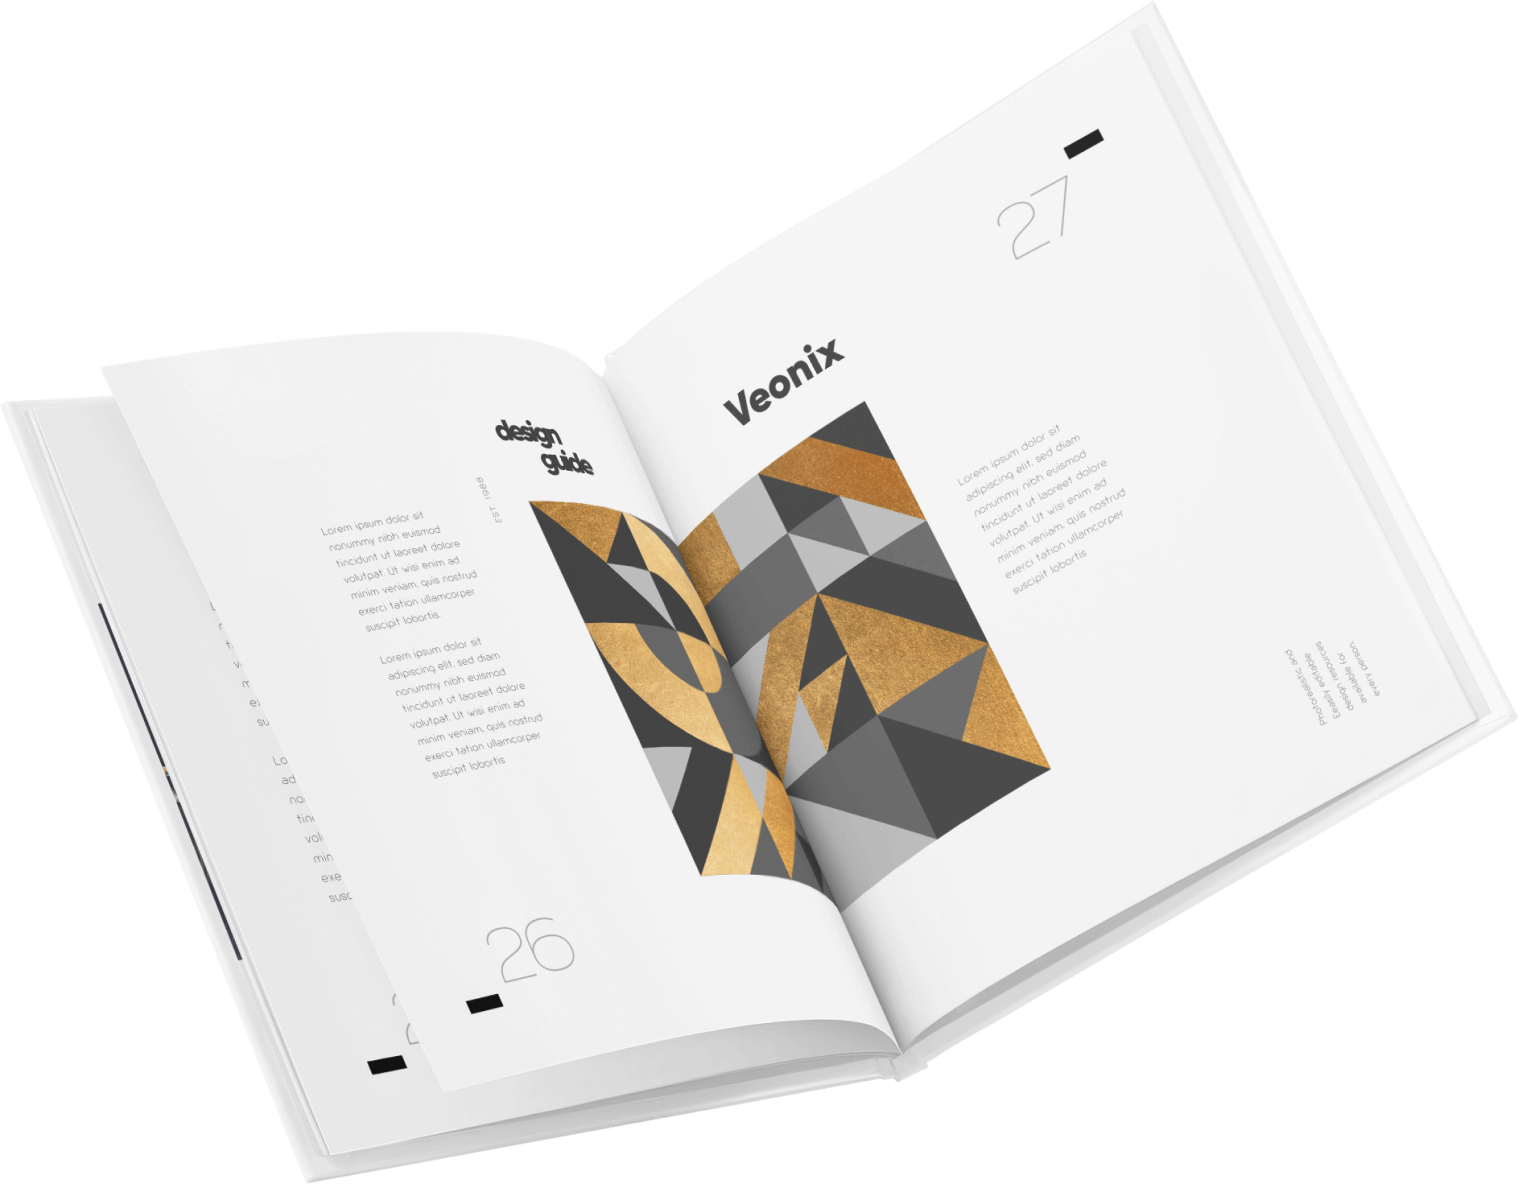 design
guide
EST 1988
Lorem ipsum dolor sit
nonummy nibh euismod
tincidunt ut laoreet dolore
volutpat. Ut wisi enim ad
minim veniam, quis nostrud
exerci tation ullamcorper
suscipit lobortis.
Lorem ipsum dolor sit
adipiscing elit, sed diam
nonummy nibh euismod
tincidunt ut laoreet dolore
volutpat. Ut wisi enim ad
minim veniam, quis nostrud
exerci tation ullamcorper
suscipit lobortis
26
Lo
ad
no
tinc
vol
min
exe
susc
27
Veonix
Lorem ipsum dolor sit
adipiscing elit, sed diam
nonummy nibh euismod
tincidunt ut laoreet dolore
volutpat. Ut wisi enim ad
minim veniam, quis nostrud
exerci tation ullamcorper
suscipit lobortis
Photorealistic and
Eeasily editable
design resources
available for
every person